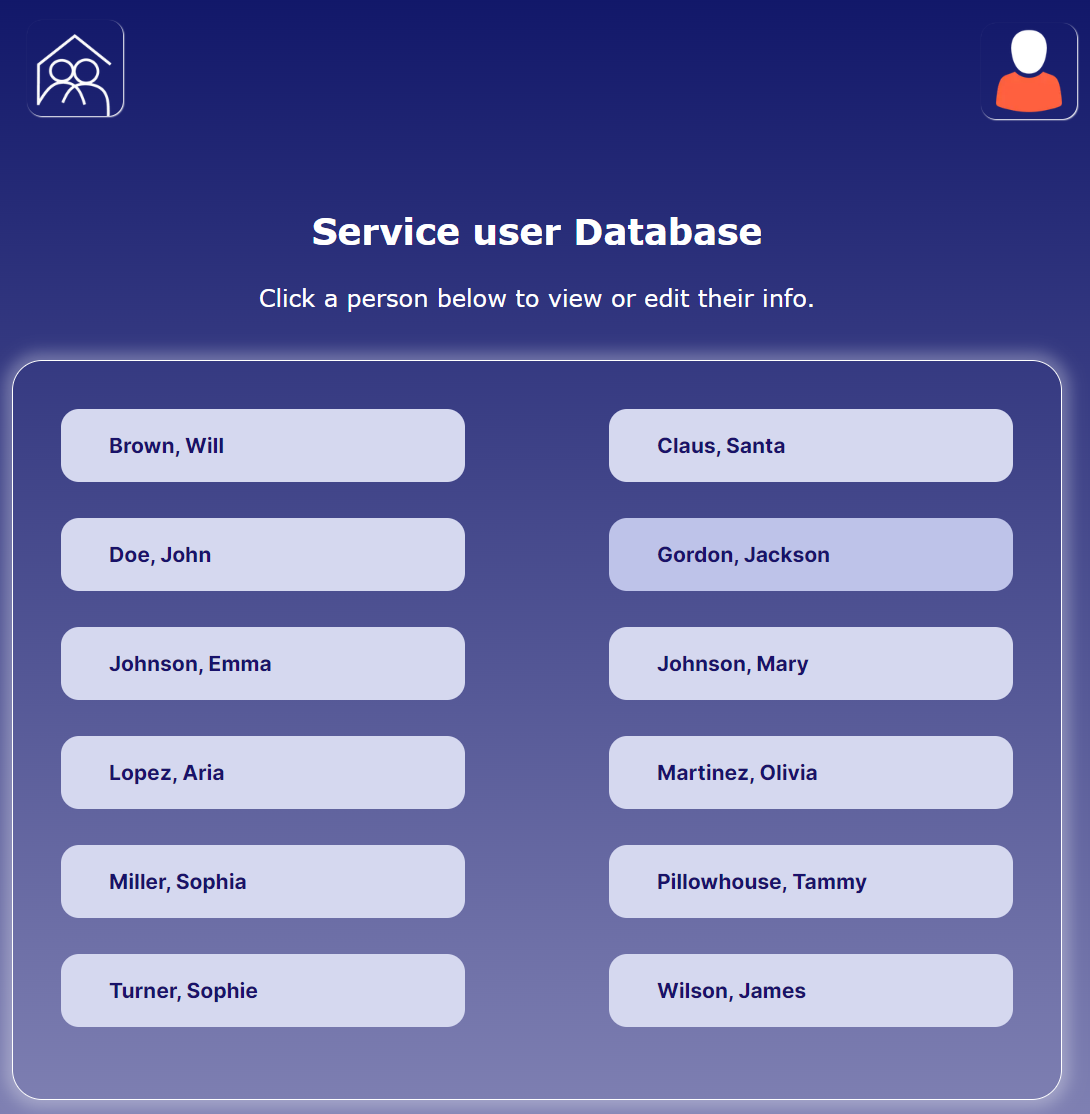 Service user Database
Click a person below to view or edit their info.
Brown, Will
Claus, Santa
Doe, John
Gordon, Jackson
Johnson, Emma
Johnson, Mary
Lopez, Aria
Martinez, Olivia
Miller, Sophia
Pillowhouse, Tammy
Turner, Sophie
Wilson, James